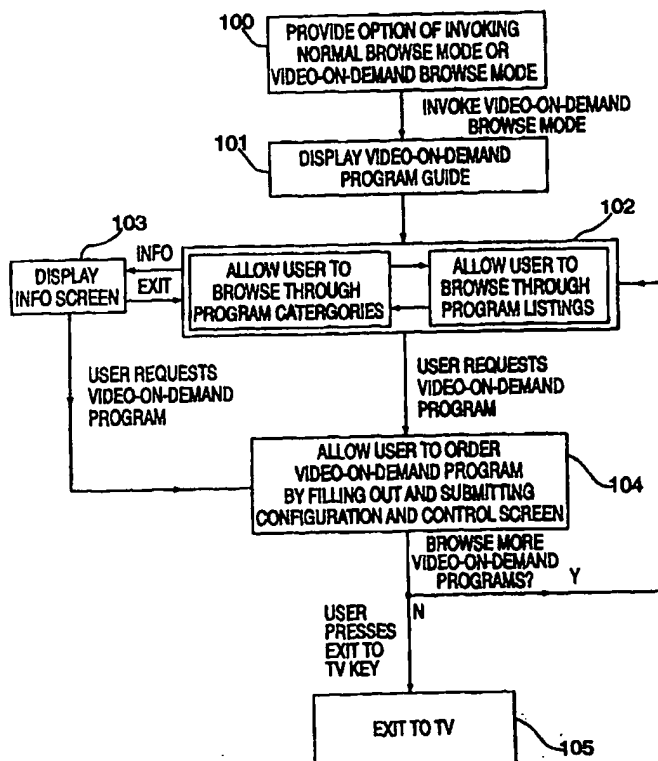 100
PROVIDE OPTION OF INVOKING
NORMAL BROWSE MODE OR
VIDEO-ON-DEMAND BROWSE MODE
INVOKE VIDEO-ON-DEMAND
BROWSE MODE
101
DISPLAY VIDEO-ON-DEMAND
PROGRAM GUIDE
103
102
INFO
DISPLAY
INFO SCREEN
EXIT
ALLOW USER TO
BROWSE THROUGH
PROGRAM CATERGORIES
ALLOW USER TO
BROWSE THROUGH
PROGRAM LISTINGS
USER REQUESTS
VIDEO-ON-DEMAND
PROGRAM
USER REQUESTS
VIDEO-ON-DEMAND
PROGRAM
ALLOW USER TO ORDER
VIDEO-ON-DEMAND PROGRAM
BY FILLING OUT AND SUBMITTING
CONFIGURATION AND CONTROL SCREEN
104
BROWSE MORE
VIDEO-ON-DEMAND
PROGRAMS?
Y
N
USER
PRESSES
EXIT TO
TV KEY
EXIT TO TV
105